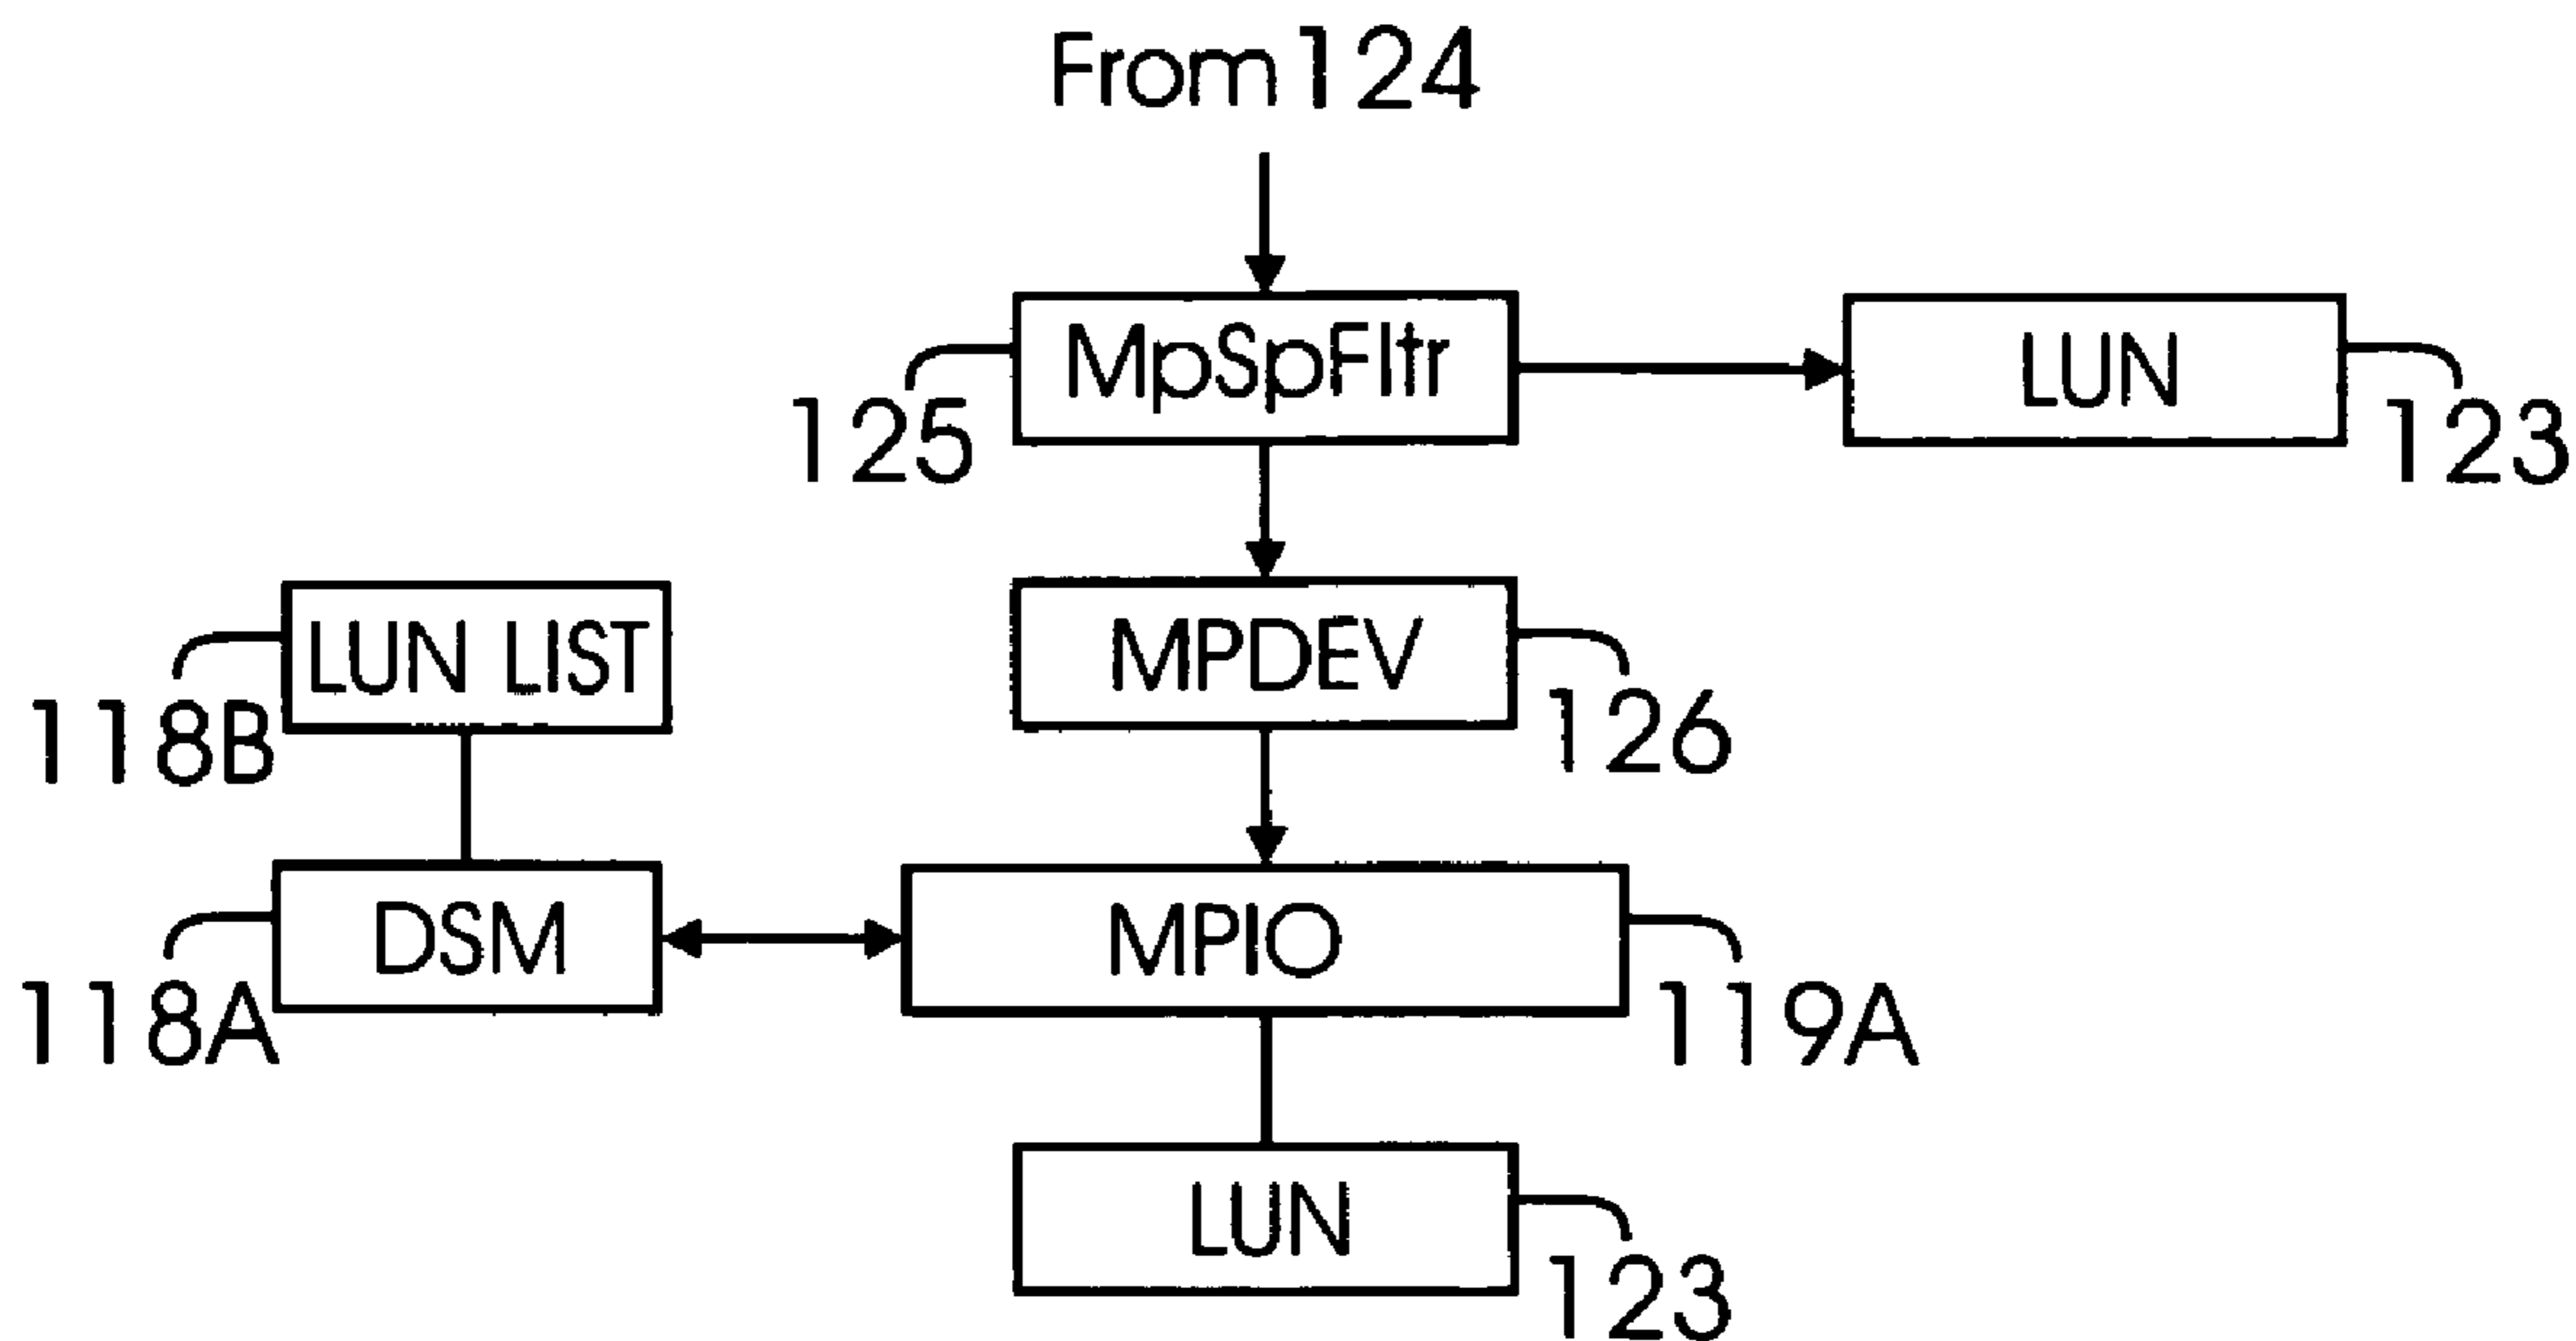 From 124
MpSpFltr
LUN
125
123
LUN LIST
MPDEV
118B
126
DSM
MPIO
118A
119A
LUN
123